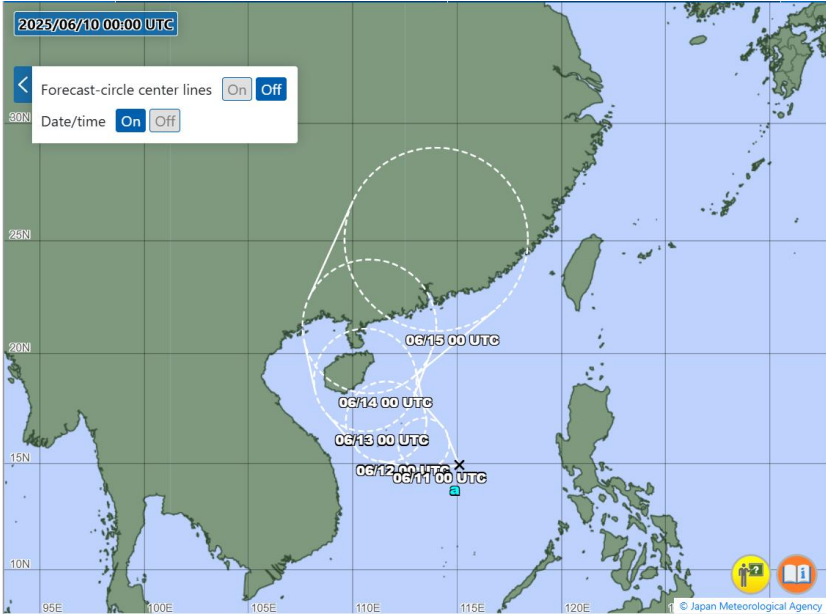 2025/06/10 00:00 UTC
Forecast-circle center lines On Off
Date/time On Off
30N
25N
20N
06/15 00 UTC
06/14 00 UTC
06/13 00 UTC
15N
06/12 00 UTC
06/11 00 UTC
a
10N
95E 100E 105E 110E 115E 120E
© Japan Meteorological Agency